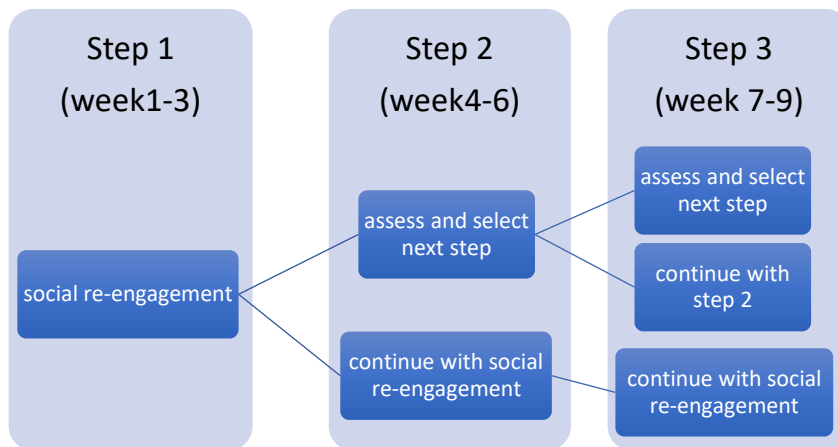 Step 1
(week1-3)
social re-engagement
Step 2
(week4-6)
assess and select
next step
continue with social
re-engagement
Step 3
(week 7-9)
assess and select
next step
continue with
step 2
continue with social
re-engagement